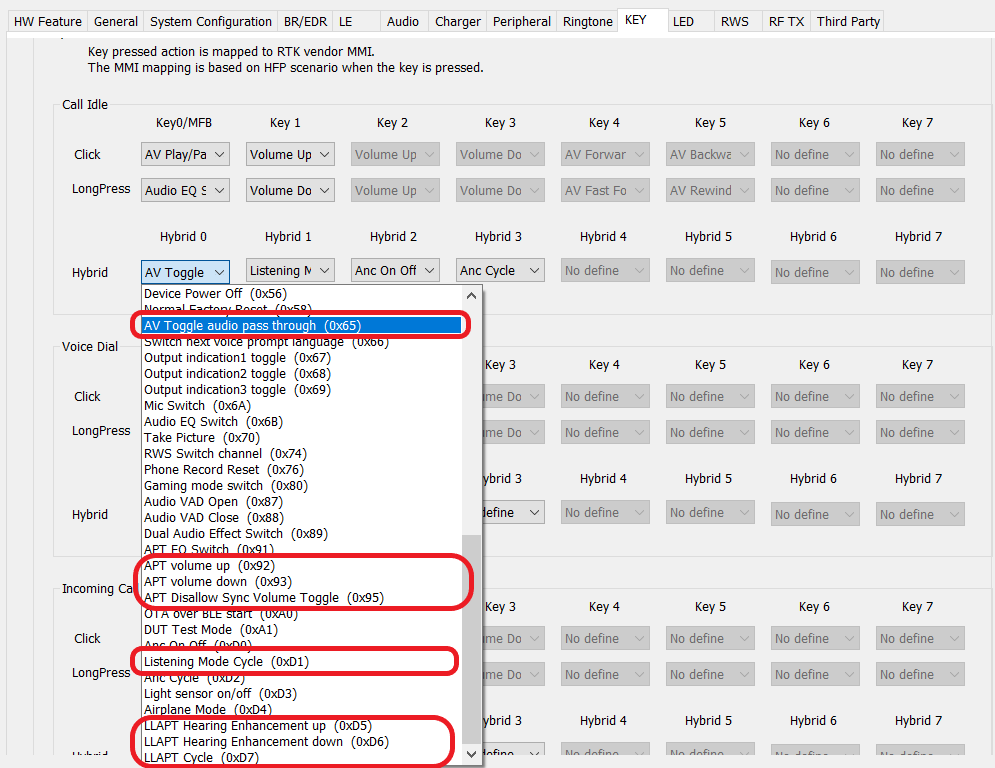 HW Feature General System Configuration BR/EDR LE Audio Charger Peripheral Ringtone KEY LED RWS RF TX Third Party
Key pressed action is mapped to RTK vendor MMI.
The MMI mapping is based on HFP scenario when the key is pressed.
Call Idle
Key0/MFB Key 1 Key 2 Key 3 Key 4 Key 5 Key 6 Key 7
Click AV Play/Pa Volume Up Volume Up Volume Do AV Forwar AV Backwa No define No define
LongPress Audio EQ S Volume Do Volume Up Volume Do AV Fast Fo AV Rewind No define No define
Hybrid 0 Hybrid 1 Hybrid 2 Hybrid 3 Hybrid 4 Hybrid 5 Hybrid 6 Hybrid 7
Hybrid AV Toggle Listening M Anc On Off Anc Cycle No define No define No define No define
Device Power Off (0x56)
Normal Factory Reset (0x58)
AV Toggle audio pass through (0x65)
Switch next voice prompt language (0x66)
Voice Dial
Output indication1 toggle (0x67)
Key 3 Key 4 Key 5 Key 6 Key 7
Output indication2 toggle (0x68)
Output indication3 toggle (0x69)
Click ume Do No define No define No define No define
Mic Switch (0x6A)
Audio EQ Switch (0x6B)
LongPress ume Do No define No define No define No define
Take Picture (0x70)
RWS Switch channel (0x74)
Phone Record Reset (0x76)
ybrid 3 Hybrid 4 Hybrid 5 Hybrid 6 Hybrid 7
Gaming mode switch (0x80)
Audio VAD Open (0x87)
Hybrid define No define No define No define No define
Audio VAD Close (0x88)
Dual Audio Effect Switch (0x89)
APT EQ Switch (0x91)
APT volume up (0x92)
APT volume down (0x93)
Incoming Ca
APT Disallow Sync Volume Toggle (0x95)
Key 3 Key 4 Key 5 Key 6 Key 7
OTA over BLE start (0xA0)
DUT Test Mode (0xA1)
Click ume Do No define No define No define No define
Anc On Off (0xD0)
Listening Mode Cycle (0xD1)
LongPress ume Do No define No define No define No define
Anc Cycle (0xD2)
Light sensor on/off (0xD3)
Airplane Mode (0xD4)
ybrid 3 Hybrid 4 Hybrid 5 Hybrid 6 Hybrid 7
LLAPT Hearing Enhancement up (0xD5)
LLAPT Hearing Enhancement down (0xD6)
Hybrid define No define No define No define No define
LLAPT Cycle (0xD7)